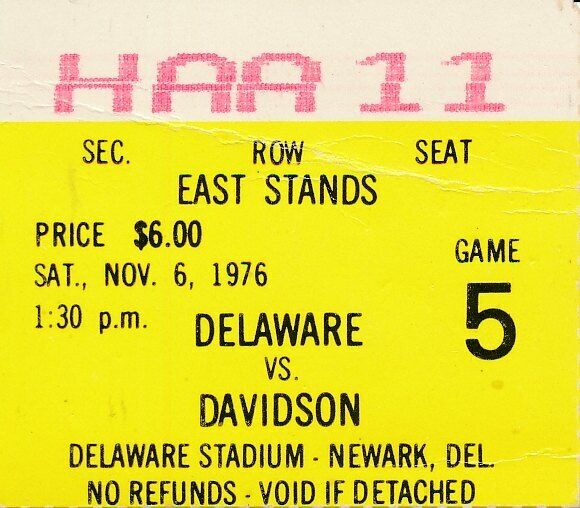 HAA 11
SEC. ROW SEAT
EAST STANDS
PRICE $6.00
SAT., NOV. 6, 1976
1:30 p.m.
GAME
5
DELAWARE
VS.
DAVIDSON
DELAWARE STADIUM - NEWARK, DEL.
NO REFUNDS - VOID IF DETACHED